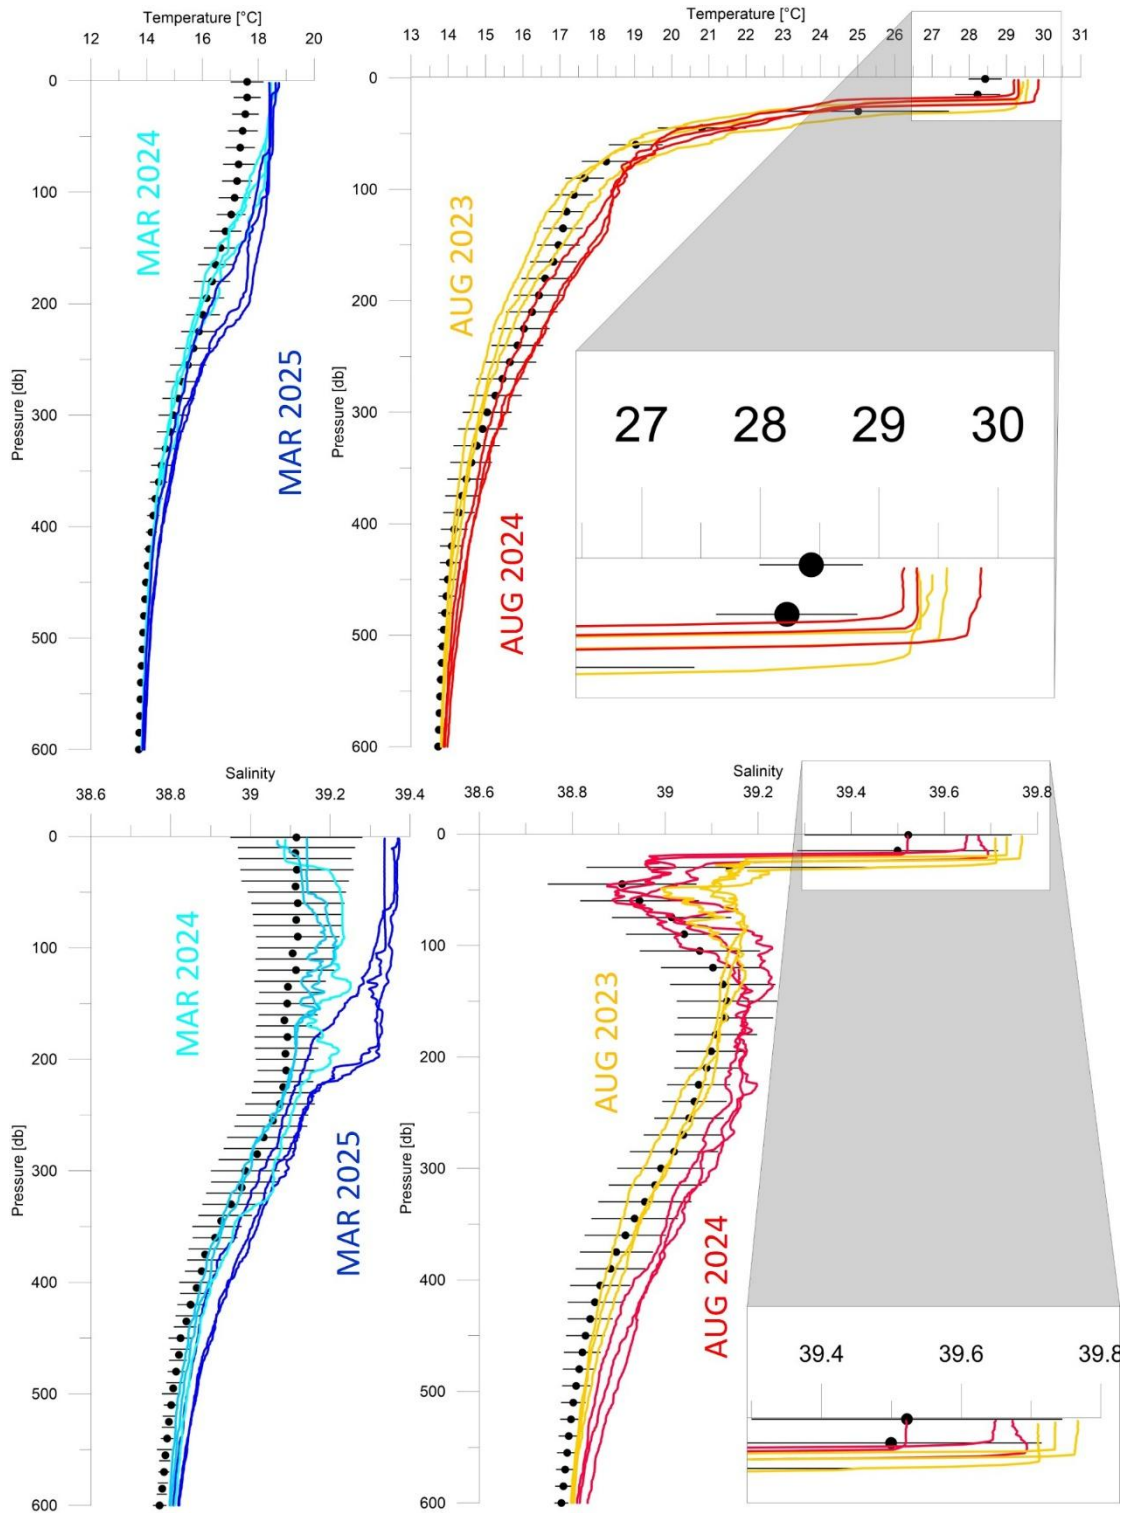 Temperature [°C]
12 14 16 18 20
0
100
200
300
400
500
600
Pressure [db]
MAR 2024
MAR 2025
Temperature [°C]
13 14 15 16 17 18 19 20 21 22 23 24 25 26 27 28 29 30 31
0
100
200
300
400
500
600
Pressure [db]
AUG 2023
AUG 2024
27 28 29 30
Salinity
38.6 38.8 39 39.2 39.4
0
100
200
300
400
500
600
Pressure [db]
MAR 2024
MAR 2025
Salinity
38.6 38.8 39 39.2 39.4 39.6 39.8
0
100
200
300
400
500
600
Pressure [db]
AUG 2023
AUG 2024
39.4 39.6 39.8